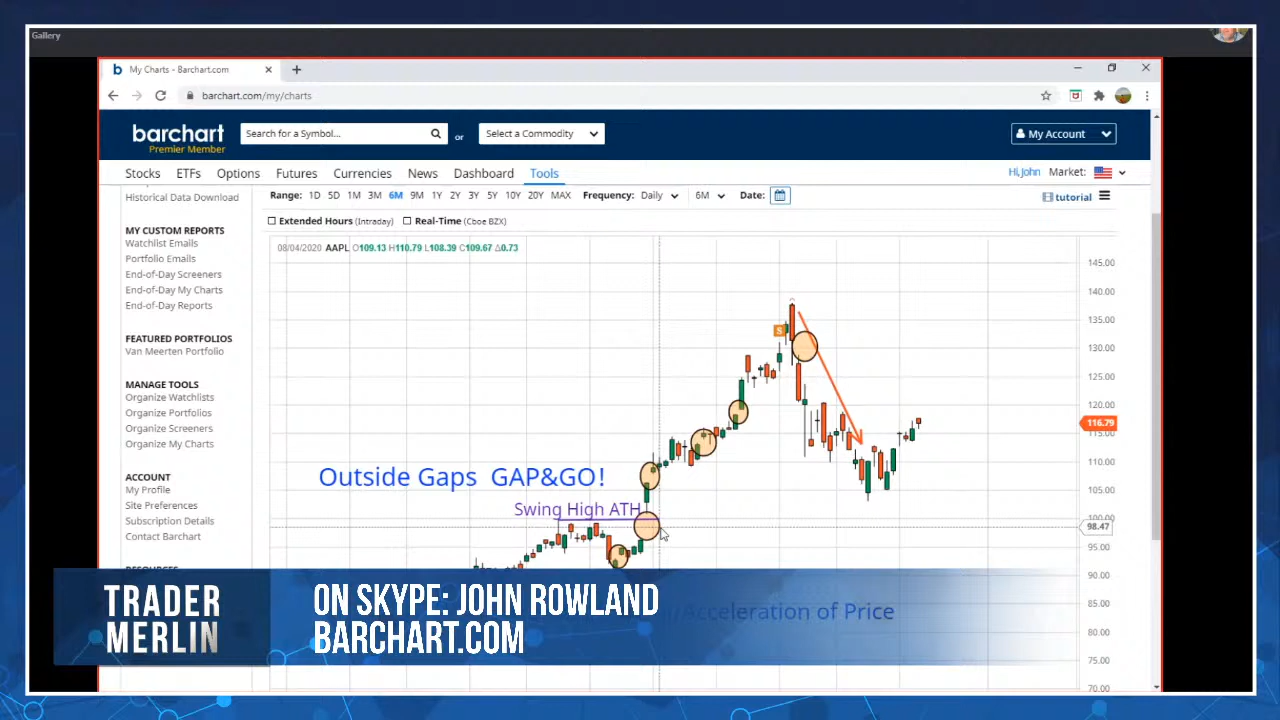 Gallery
My Charts - Barchart.com
barchart.com/my/charts
barchart
Premier Member
Search for a Symbol...
or
Select a Commodity
My Account
Stocks ETFs Options Futures Currencies News Dashboard Tools
Hi, John Market:
Historical Data Download
Range: 1D 5D 1M 3M 6M 9M 1Y 2Y 3Y 5Y 10Y 20Y MAX Frequency: Daily 6M Date:
tutorial
Extended Hours (Intraday) Real-Time (Cboe BZX)
MY CUSTOM REPORTS
Watchlist Emails
Portfolio Emails
End-of-Day Screeners
End-of-Day My Charts
End-of-Day Reports
FEATURED PORTFOLIOS
Van Meerten Portfolio
MANAGE TOOLS
Organize Watchlists
Organize Portfolios
Organize Screeners
Organize My Charts
ACCOUNT
My Profile
Site Preferences
Subscription Details
Contact Barchart
08/04/2020 AAPL O109.13 H110.79 L108.39 C109.67 Δ0.73
S
Outside Gaps GAP&GO!
Swing High ATH
145.00
140.00
135.00
130.00
125.00
120.00
116.79
115.00
110.00
105.00
100.00
98.47
95.00
90.00
85.00
80.00
75.00
70.00
Acceleration of Price
TRADER
MERLIN
ON SKYPE: JOHN ROWLAND
BARCHART.COM